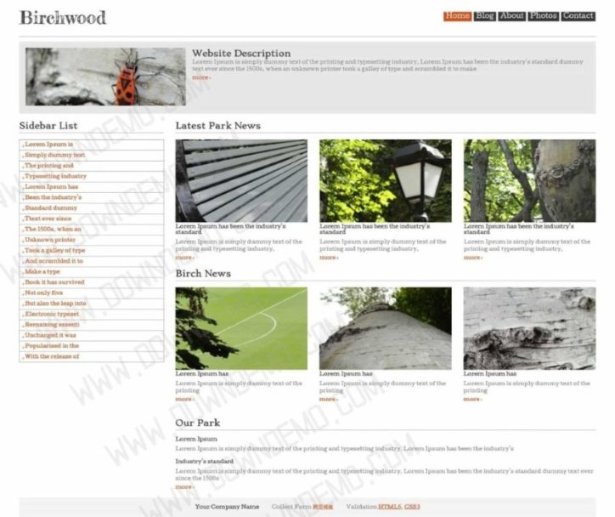 Birchwood
Home Blog About Photos Contact
Website Description
Lorem Ipsum is simply dummy text of the printing and typesetting industry. Lorem Ipsum has been the industry's standard dummy
text ever since the 1500s, when an unknown printer took a galley of type and scrambled it to make
more ›
Sidebar List
Lorem Ipsum is
Simply dummy text
The printing and
Typesetting industry
Lorem Ipsum has
Been the industry's
Standard dummy
Ttext ever since
The 1500s, when an
Unknown printer
Took a galley of type
And scrambled it to
Make a type
Book it has survived
Not only five
But also the leap into
Electronic typeset
Remaining essenti
Unchanged it was
Popularised in the
With the release of
Latest Park News
Lorem Ipsum has been the industry's
standard
Lorem Ipsum is simply dummy text of the
printing and typesetting industry,
more ›
Lorem Ipsum has been the industry's
standard
Lorem Ipsum is simply dummy text of the
printing and typesetting industry,
more ›
Lorem Ipsum has been the industry's
standard
Lorem Ipsum is simply dummy text of the
printing and typesetting industry,
more ›
Birch News
Lorem Ipsum has
Lorem Ipsum is simply dummy text of the
printing
more ›
Lorem Ipsum has
Lorem Ipsum is simply dummy text of the
printing
more ›
Lorem Ipsum has
Lorem Ipsum is simply dummy text of the
printing
more ›
Our Park
Lorem Ipsum
Lorem Ipsum is simply dummy text of the printing and typesetting industry, Lorem Ipsum has been the industry's
Industry's standard
Lorem Ipsum is simply dummy text of the printing and typesetting industry. Lorem Ipsum has been the industry's standard dummy text ever
since the 1500s
more ›
Your Company Name Collect From 网页模板 Validation HTML5, CSS3
WWW.DOWNDEMO.COM